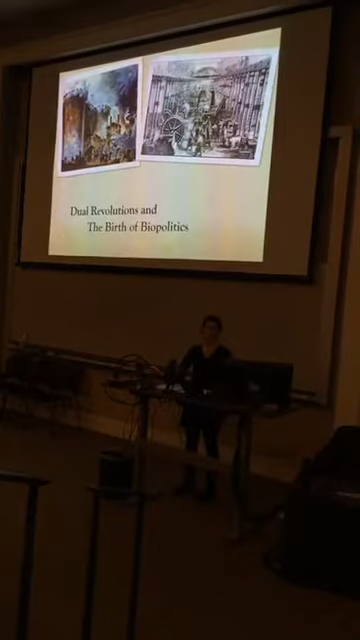 Dual Revolutions and
The Birth of Biopolitics